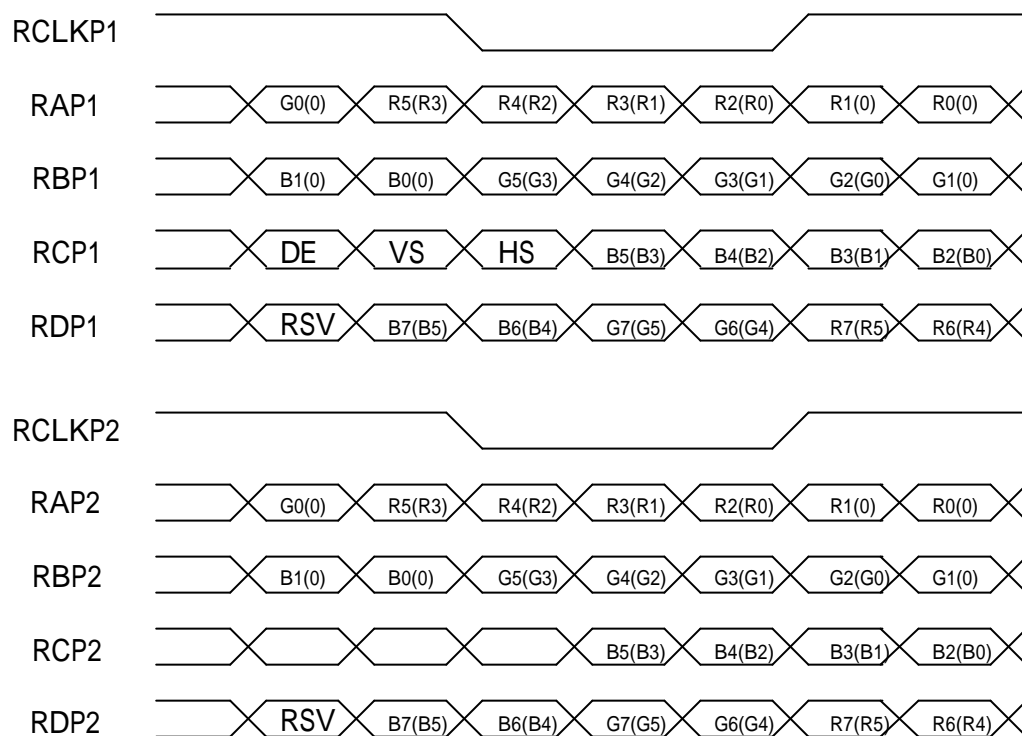 RCLKP1
RAP1 G0(0) R5(R3) R4(R2) R3(R1) R2(R0) R1(0) R0(0)
RBP1 B1(0) B0(0) G5(G3) G4(G2) G3(G1) G2(G0) G1(0)
RCP1 DE VS HS B5(B3) B4(B2) B3(B1) B2(B0)
RDP1 RSV B7(B5) B6(B4) G7(G5) G6(G4) R7(R5) R6(R4)
RCLKP2
RAP2 G0(0) R5(R3) R4(R2) R3(R1) R2(R0) R1(0) R0(0)
RBP2 B1(0) B0(0) G5(G3) G4(G2) G3(G1) G2(G0) G1(0)
RCP2 B5(B3) B4(B2) B3(B1) B2(B0)
RDP2 RSV B7(B5) B6(B4) G7(G5) G6(G4) R7(R5) R6(R4)